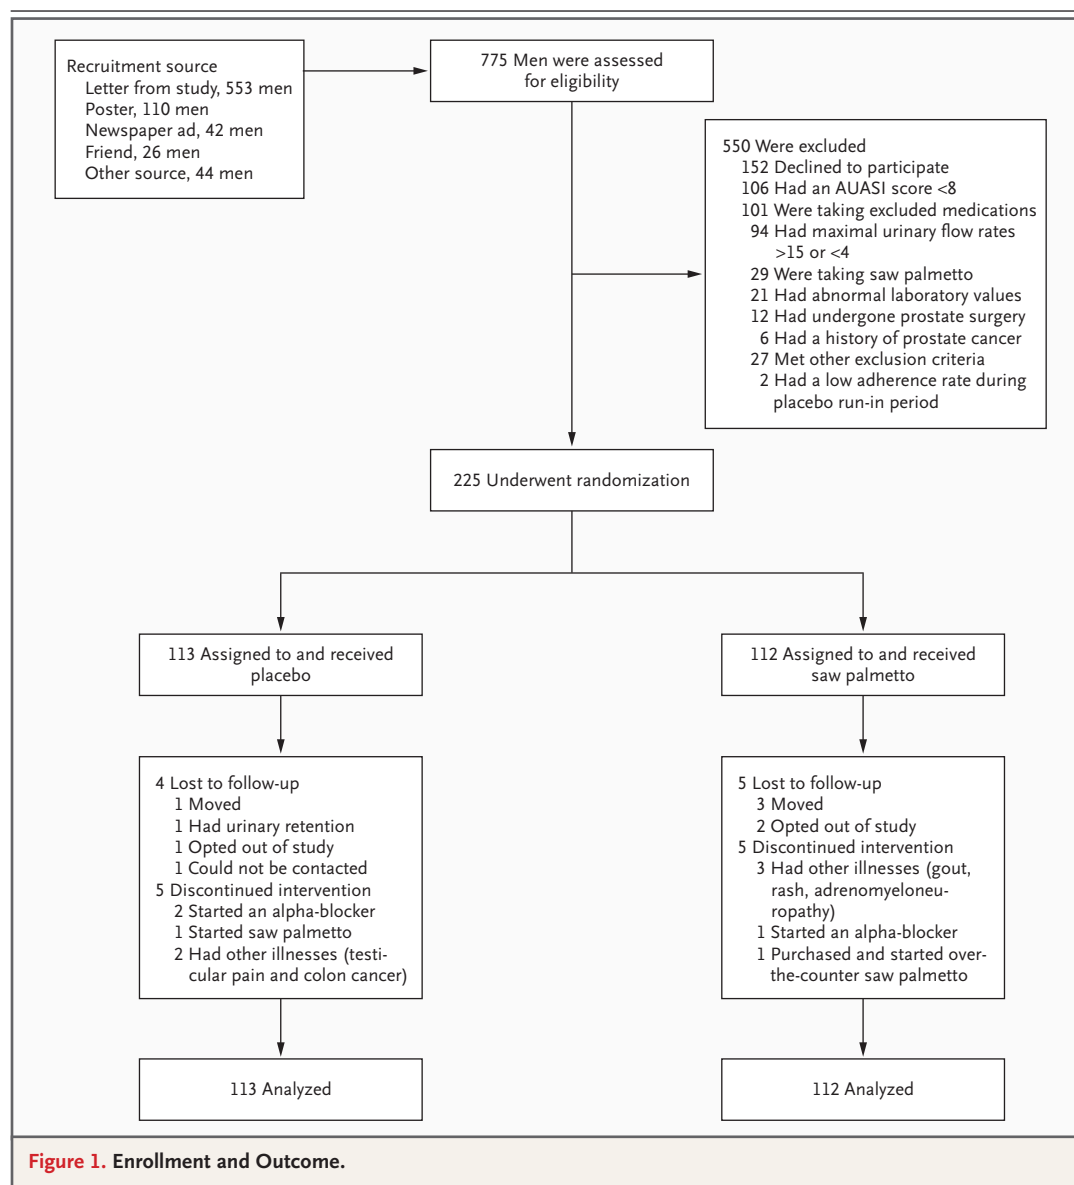 Recruitment source
Letter from study, 553 men
Poster, 110 men
Newspaper ad, 42 men
Friend, 26 men
Other source, 44 men
775 Men were assessed
for eligibility
550 Were excluded
152 Declined to participate
106 Had an AUASI score <8
101 Were taking excluded medications
94 Had maximal urinary flow rates
>15 or <4
29 Were taking saw palmetto
21 Had abnormal laboratory values
12 Had undergone prostate surgery
6 Had a history of prostate cancer
27 Met other exclusion criteria
2 Had a low adherence rate during
placebo run-in period
225 Underwent randomization
113 Assigned to and received
placebo
112 Assigned to and received
saw palmetto
4 Lost to follow-up
1 Moved
1 Had urinary retention
1 Opted out of study
1 Could not be contacted
5 Discontinued intervention
2 Started an alpha-blocker
1 Started saw palmetto
2 Had other illnesses (testi-
cular pain and colon cancer)
5 Lost to follow-up
3 Moved
2 Opted out of study
5 Discontinued intervention
3 Had other illnesses (gout,
rash, adrenomyeloneu-
ropathy)
1 Started an alpha-blocker
1 Purchased and started over-
the-counter saw palmetto
113 Analyzed
112 Analyzed
Figure 1. Enrollment and Outcome.